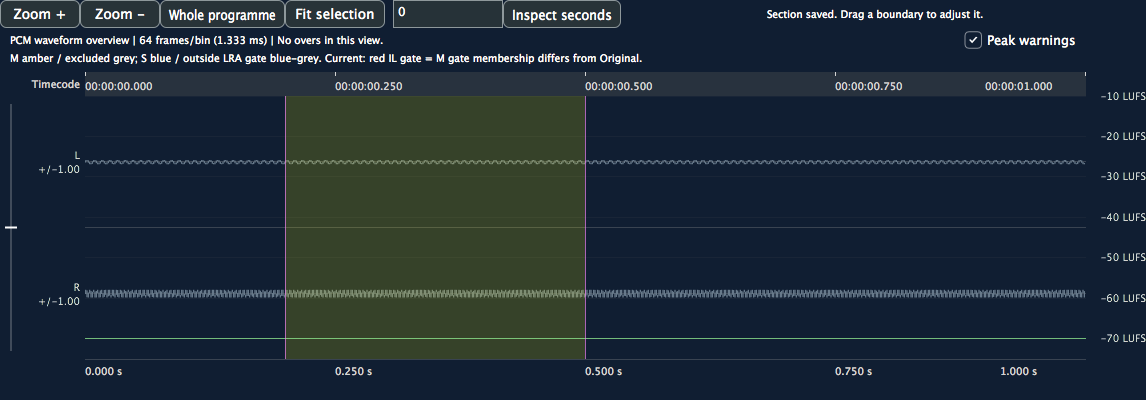 Zoom + Zoom − Whole programme Fit selection 0 Inspect seconds Section saved. Drag a boundary to adjust it.
PCM waveform overview | 64 frames/bin (1.333 ms) | No overs in this view.
Peak warnings
M amber / excluded grey; S blue / outside LRA gate blue-grey. Current: red IL gate = M gate membership differs from Original.
Timecode 00:00:00.000 00:00:00.250 00:00:00.500 00:00:00.750 00:00:01.000
−10 LUFS
−20 LUFS
L
+/−1.00
−30 LUFS
−40 LUFS
−50 LUFS
R
+/−1.00
−60 LUFS
−70 LUFS
0.000 s 0.250 s 0.500 s 0.750 s 1.000 s